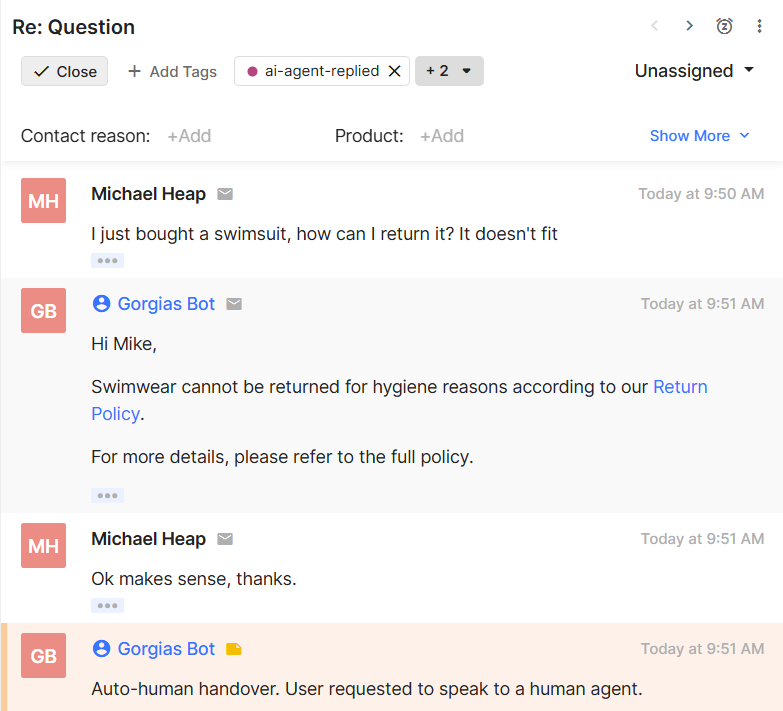 Re: Question
Close
Add Tags
ai-agent-replied
+ 2
Unassigned
Contact reason: +Add
Product: +Add
Show More
MH
Michael Heap
Today at 9:50 AM
I just bought a swimsuit, how can I return it? It doesn't fit
GB
Gorgias Bot
Today at 9:51 AM
Hi Mike,
Swimwear cannot be returned for hygiene reasons according to our Return
Policy.
For more details, please refer to the full policy.
MH
Michael Heap
Today at 9:51 AM
Ok makes sense, thanks.
GB
Gorgias Bot
Today at 9:51 AM
Auto-human handover. User requested to speak to a human agent.